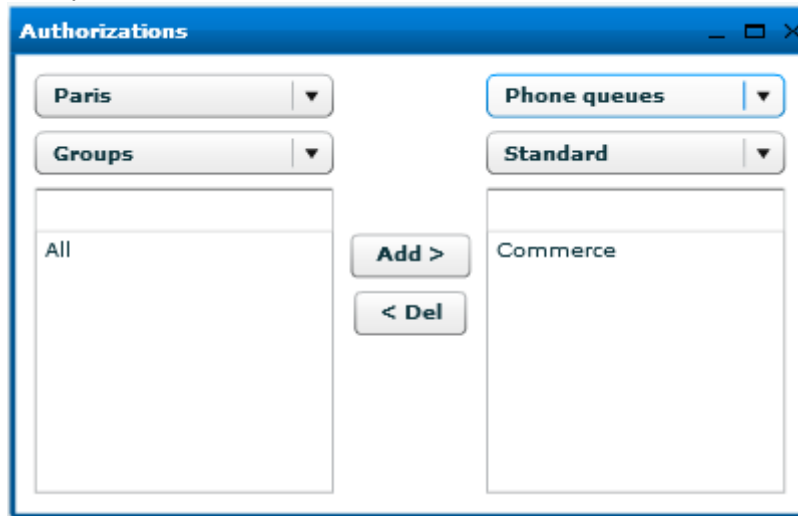 Authorizations
Paris
Phone queues
Groups
Standard
All
Commerce
Add >
< Del